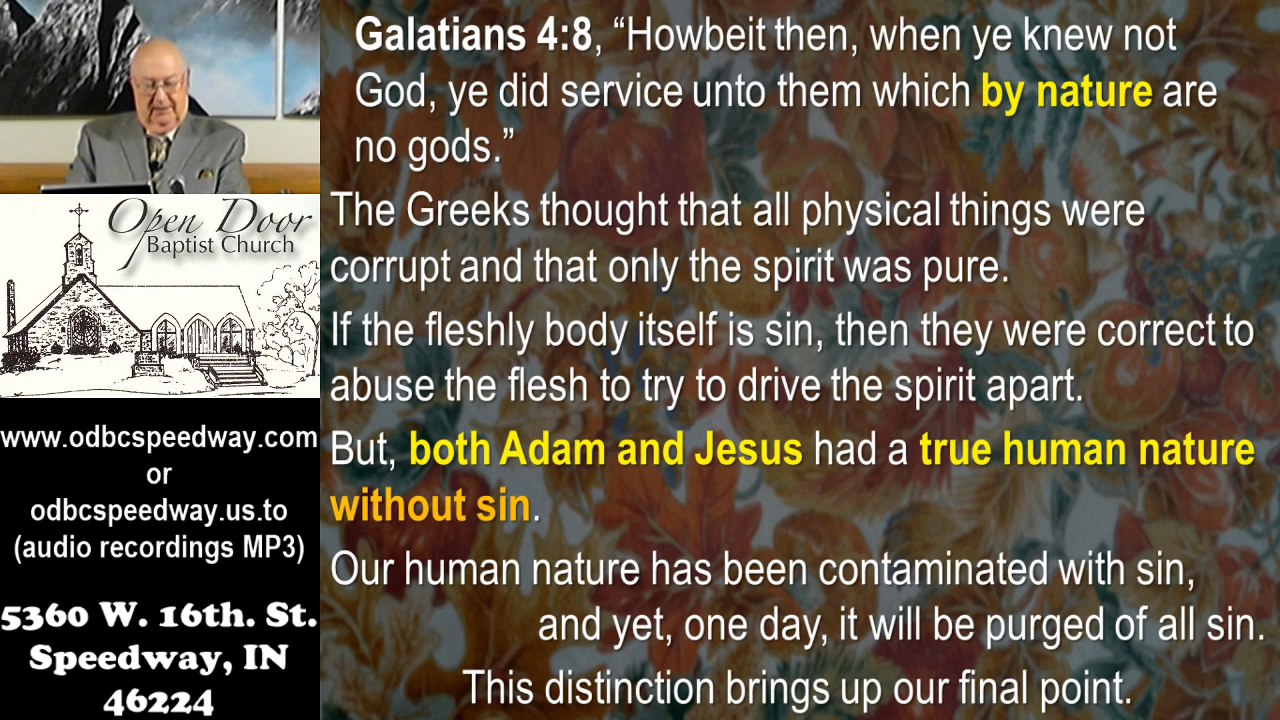 Open Door
Baptist Church
www.odbcspeedway.com
or
odbcspeedway.us.to
(audio recordings MP3)
5360 W. 16th. St.
Speedway, IN
46224
Galatians 4:8, “Howbeit then, when ye knew not
God, ye did service unto them which by nature are
no gods.”
The Greeks thought that all physical things were
corrupt and that only the spirit was pure.
If the fleshly body itself is sin, then they were correct to
abuse the flesh to try to drive the spirit apart.
But, both Adam and Jesus had a true human nature
without sin.
Our human nature has been contaminated with sin,
and yet, one day, it will be purged of all sin.
This distinction brings up our final point.